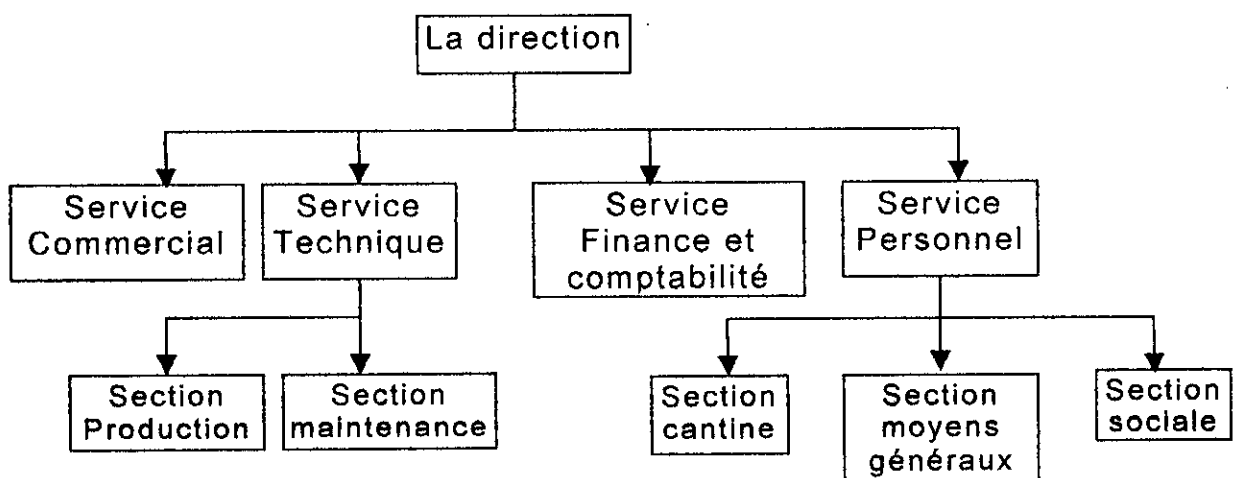 La direction
Service
Commercial
Service
Technique
Service
Finance et
comptabilité
Service
Personnel
Section
Production
Section
maintenance
Section
cantine
Section
moyens
généraux
Section
sociale